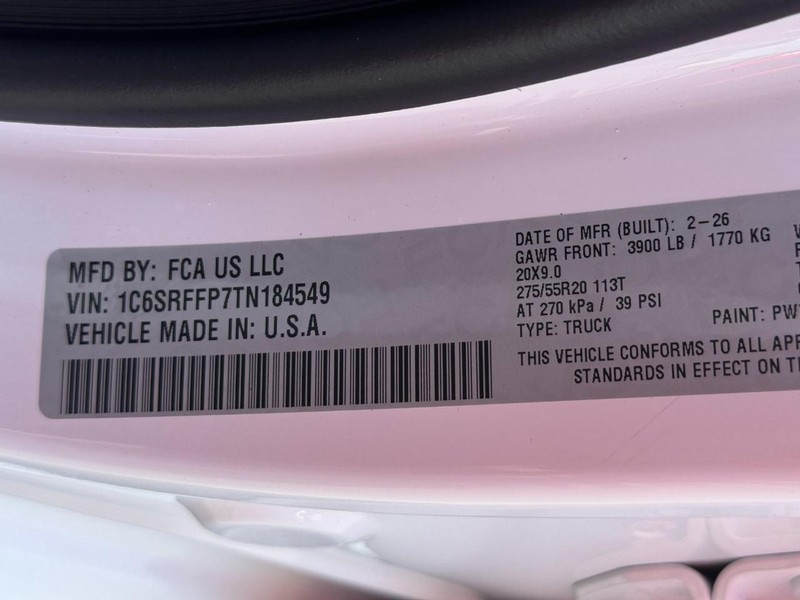 MFD BY: FCA US LLC
VIN: 1C6SRFFP7TN184549
VEHICLE MADE IN: U.S.A.
DATE OF MFR (BUILT): 2-26
GAWR FRONT: 3900 LB / 1770 KG
20X9.0
275/55R20 113T
AT 270 kPa / 39 PSI
TYPE: TRUCK
PAINT: PW
THIS VEHICLE CONFORMS TO ALL APP
STANDARDS IN EFFECT ON T